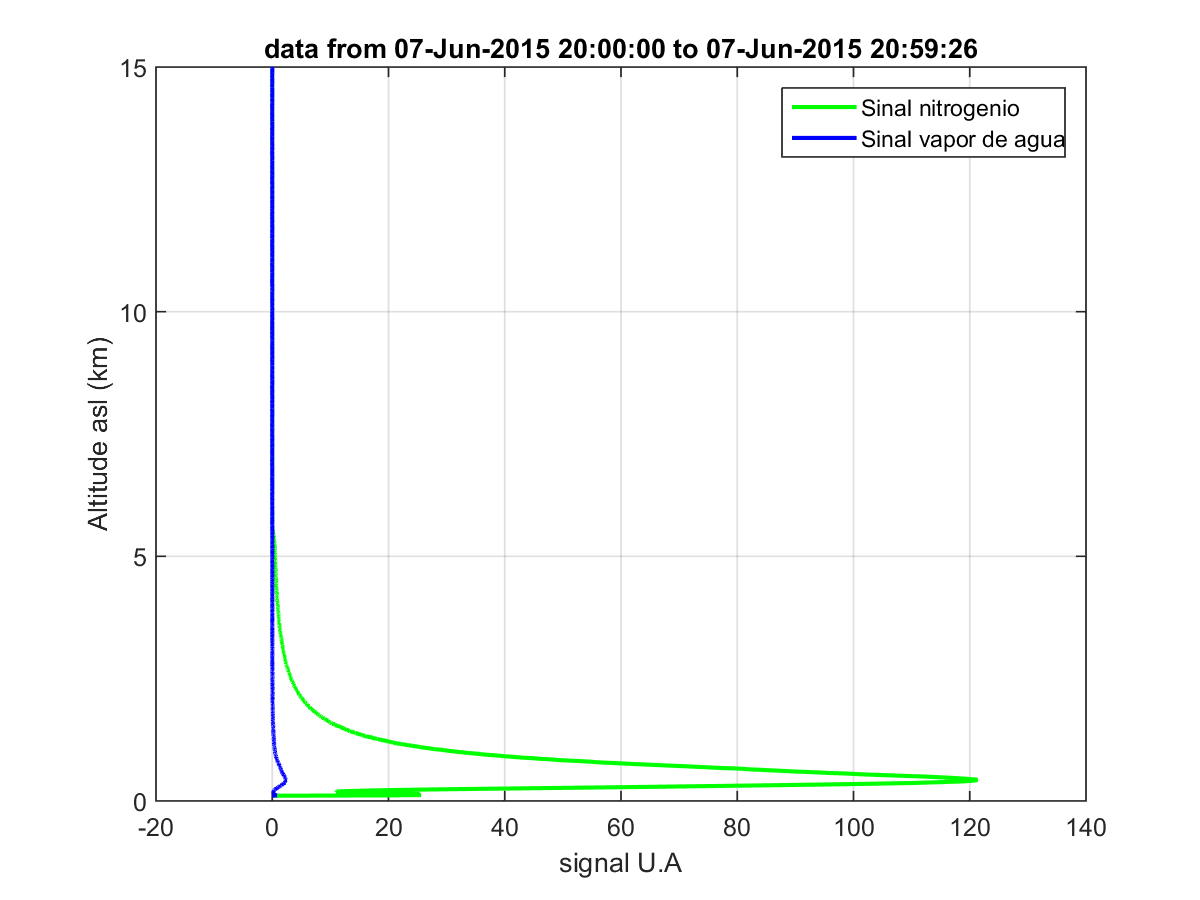 data from 07-Jun-2015 20:00:00 to 07-Jun-2015 20:59:26
Sinal nitrogenio
Sinal vapor de agua
Altitude asl (km)
15
10
5
0
-20 0 20 40 60 80 100 120 140
signal U.A